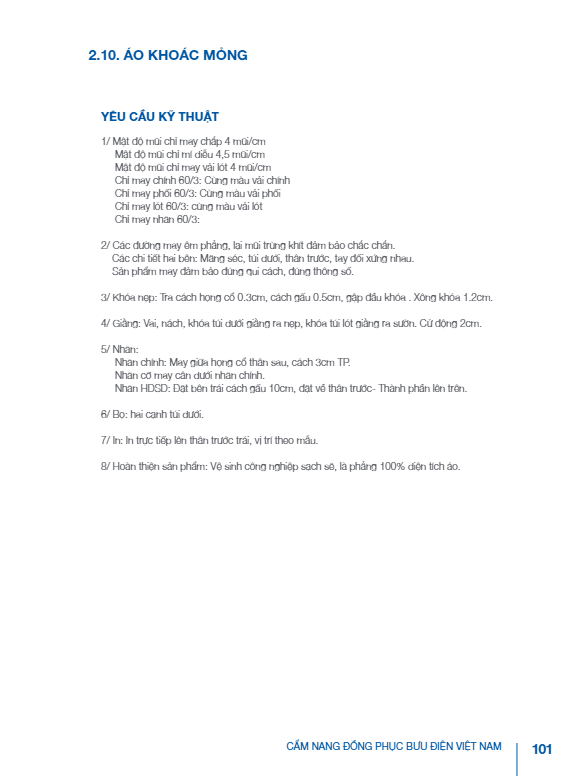 2.10. ÁO KHOÁC MỎNG
YÊU CẦU KỸ THUẬT
1/ Mật độ mũi chỉ may chắp 4 mũi/cm
Mật độ mũi chỉ mí diễu 4,5 mũi/cm
Mật độ mũi chỉ may vải lót 4 mũi/cm
Chỉ may chính 60/3: Cùng màu vải chính
Chỉ may phối 60/3: Cùng màu vải phối
Chỉ may lót 60/3: cùng màu vải lót
Chỉ may nhãn 60/3:
2/ Các đường may êm phẳng, lại mũi trùng khít đảm bảo chắc chắn.
Các chi tiết hai bên: Măng séc, túi dưới, thân trước, tay đối xứng nhau.
Sản phẩm may đảm bảo đúng qui cách, đúng thông số.
3/ Khóa nẹp: Tra cách họng cổ 0.3cm, cách gấu 0.5cm, gập đầu khóa . Xông khóa 1.2cm.
4/ Giằng: Vai, nách, khóa túi dưới giằng ra nẹp, khóa túi lót giằng ra sườn. Cử động 2cm.
5/ Nhãn:
Nhãn chính: May giữa họng cổ thân sau, cách 3cm TP.
Nhãn cỡ may cân dưới nhãn chính.
Nhãn HDSD: Đặt bên trái cách gấu 10cm, đặt về thân trước- Thành phần lên trên.
6/ Bọ: hai cạnh túi dưới.
7/ In: In trực tiếp lên thân trước trái, vị trí theo mẫu.
8/ Hoàn thiện sản phẩm: Vệ sinh công nghiệp sạch sẽ, là phẳng 100% diện tích áo.
CẨM NANG ĐỒNG PHỤC BƯU ĐIỆN VIỆT NAM
101